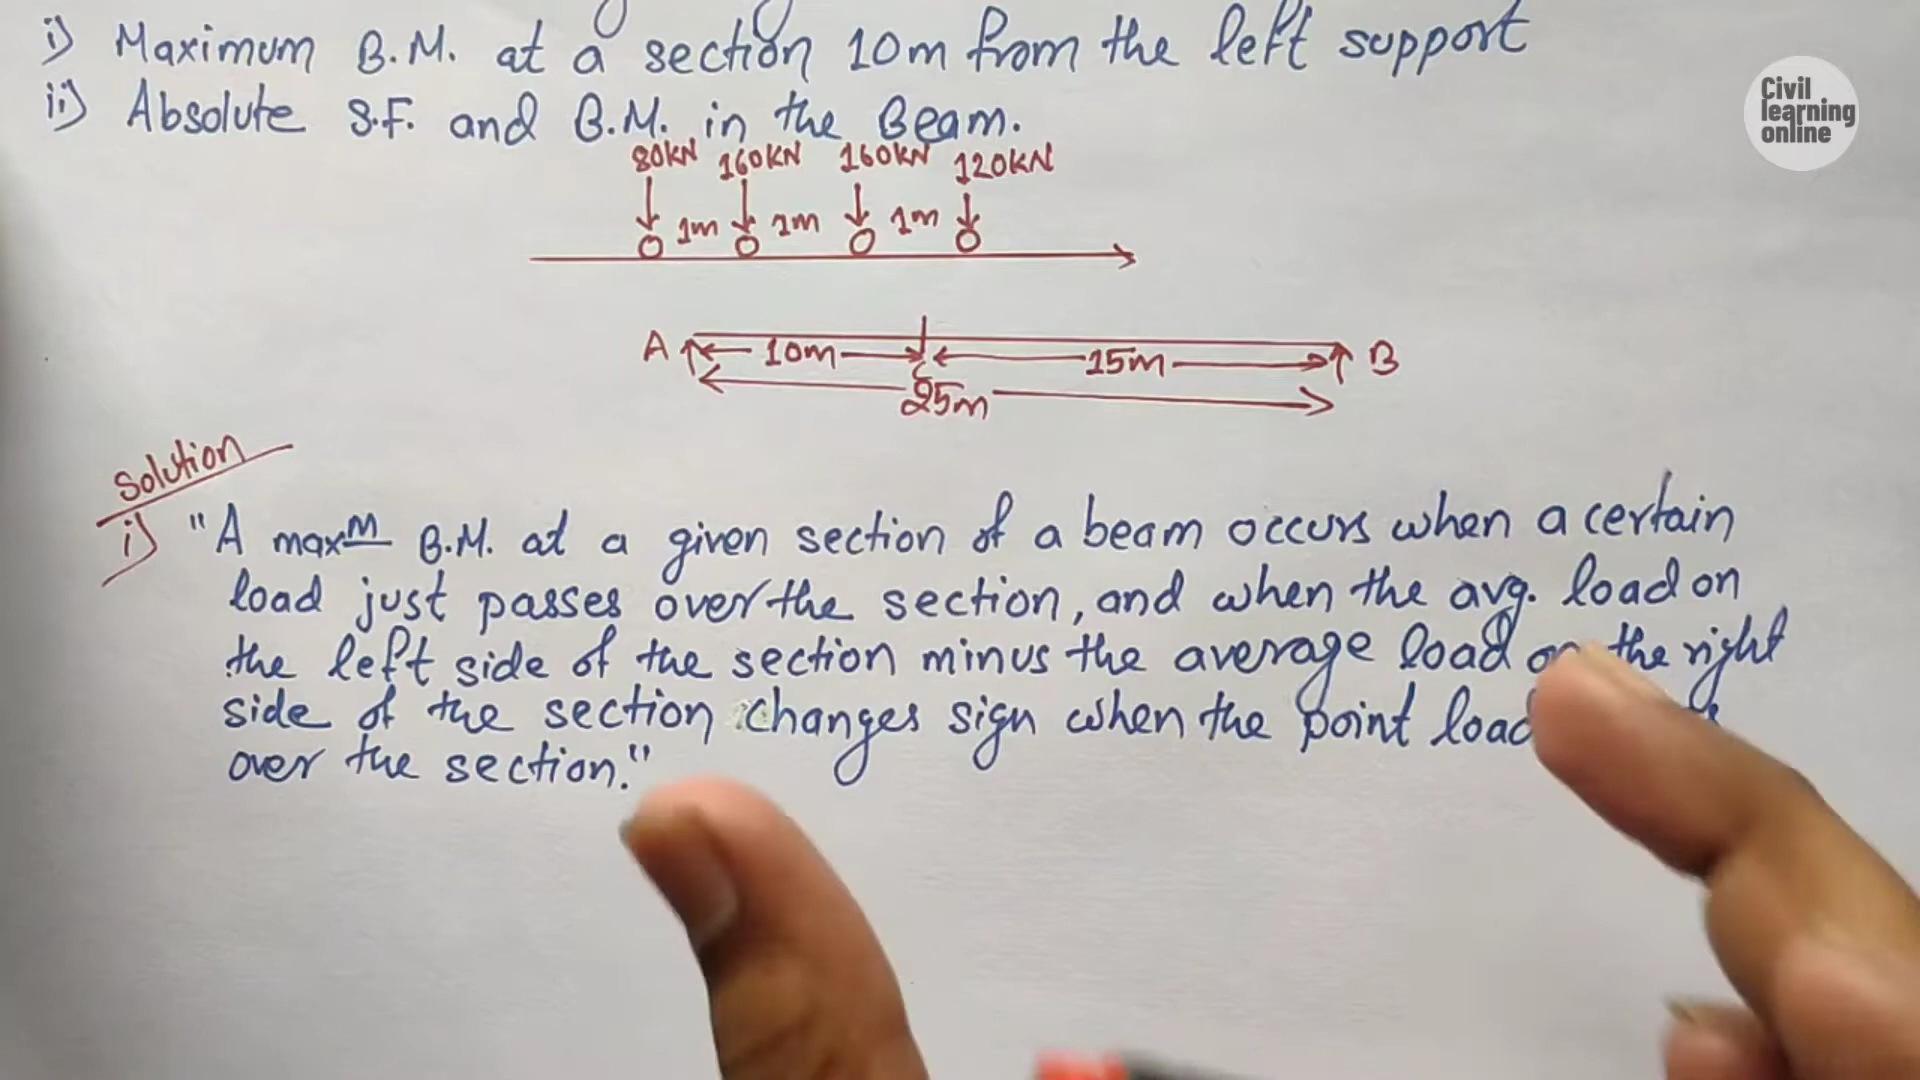 i) Maximum B.M. at a section 10m from the left support
ii) Absolute S.F. and B.M. in the Beam.
80KN 160KN 160KN 120KN
1m 1m 1m
A 10m 15m B
C
25m
Solution
i) "A maxm B.M. at a given section of a beam occurs when a certain
load just passes over the section, and when the avg. load on
the left side of the section minus the average load on the right
side of the section changes sign when the point load
over the section."
Civil
learning
online